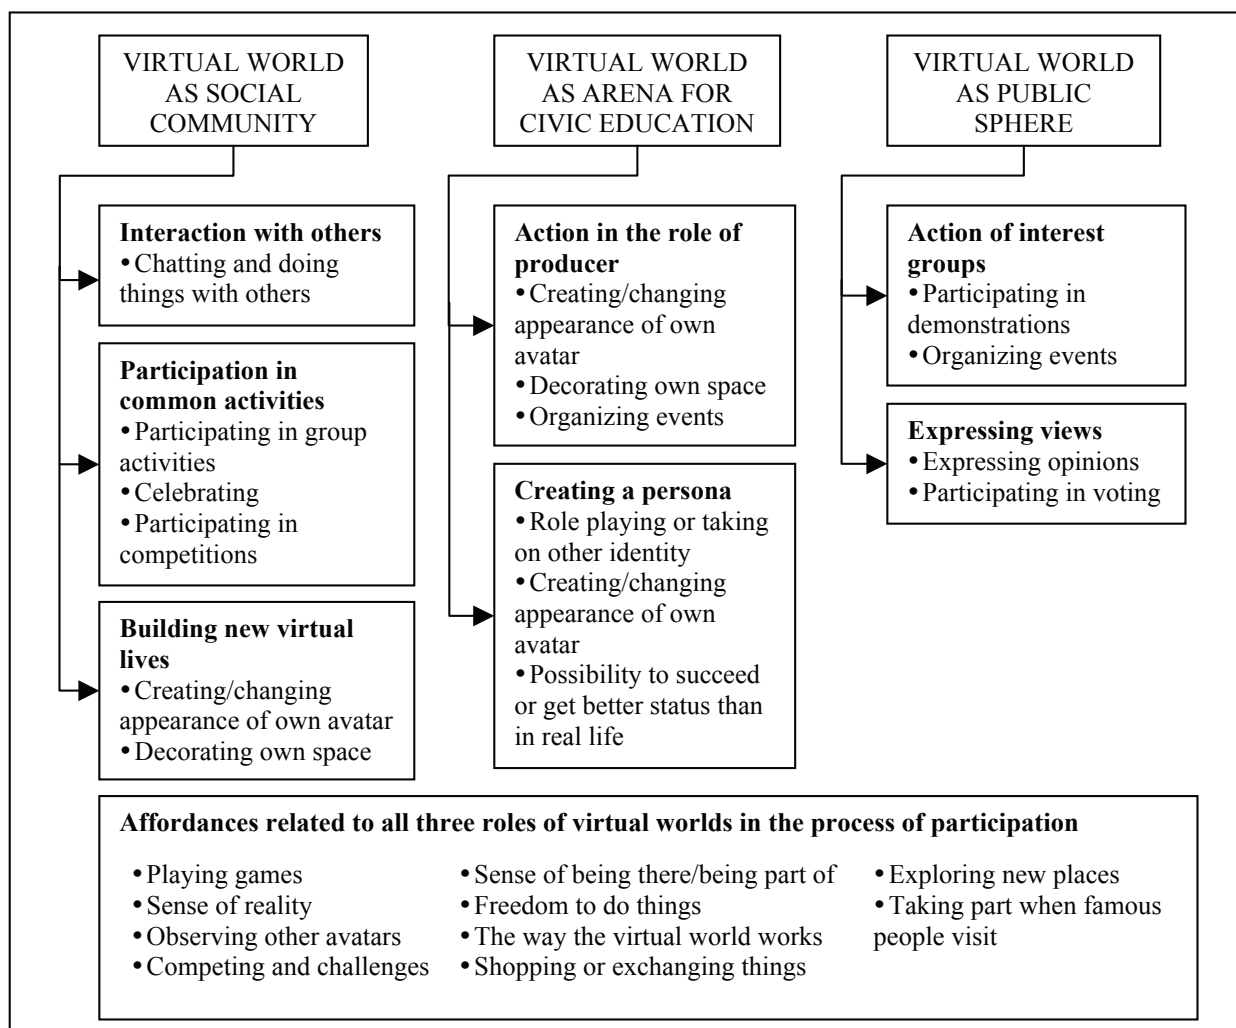 VIRTUAL WORLD
AS SOCIAL
COMMUNITY
Interaction with others
• Chatting and doing
things with others
Participation in
common activities
• Participating in group
activities
• Celebrating
• Participating in
competitions
Building new virtual
lives
• Creating/changing
appearance of own avatar
• Decorating own space
VIRTUAL WORLD
AS ARENA FOR
CIVIC EDUCATION
Action in the role of
producer
• Creating/changing
appearance of own
avatar
• Decorating own space
• Organizing events
Creating a persona
• Role playing or taking
on other identity
• Creating/changing
appearance of own
avatar
• Possibility to succeed
or get better status than
in real life
VIRTUAL WORLD
AS PUBLIC
SPHERE
Action of interest
groups
• Participating in
demonstrations
• Organizing events
Expressing views
• Expressing opinions
• Participating in voting
Affordances related to all three roles of virtual worlds in the process of participation
• Playing games
• Sense of reality
• Observing other avatars
• Competing and challenges
• Sense of being there/being part of
• Freedom to do things
• The way the virtual world works
• Shopping or exchanging things
• Exploring new places
• Taking part when famous
people visit